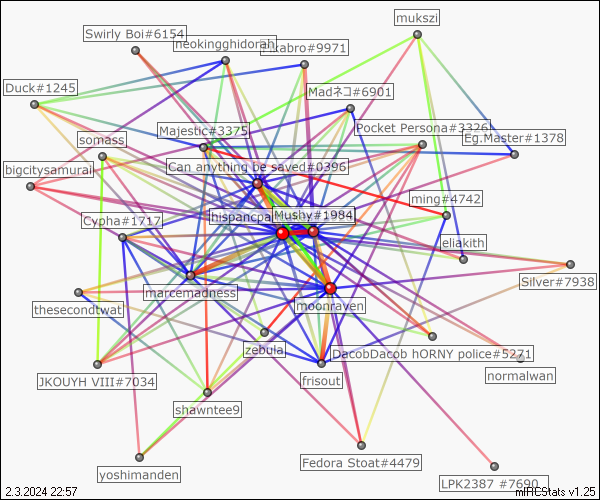 mukszi
Swirly Boi#6154
neokingghidorah
kabro#9971
Duck#1245
Madネコ#6901
Majestic#3375
Pocket Persona#3326
Eg.Master#1378
somass
Can anything be saved#0396
bigcitysamurai
ming#4742
Cypha#1717
hispancpa
Mushy#1984
eliakith
Silver#7938
marcemadness
thesecondtwat
moonraven
zebula
DacobDacob hORNY police#5271
JKOUYH VIII#7034
frisout
normalwan
shawntee9
yoshimanden
Fedora Stoat#4479
LPK2387 #7690
2.3.2024 22:57
mIRCStats v1.25